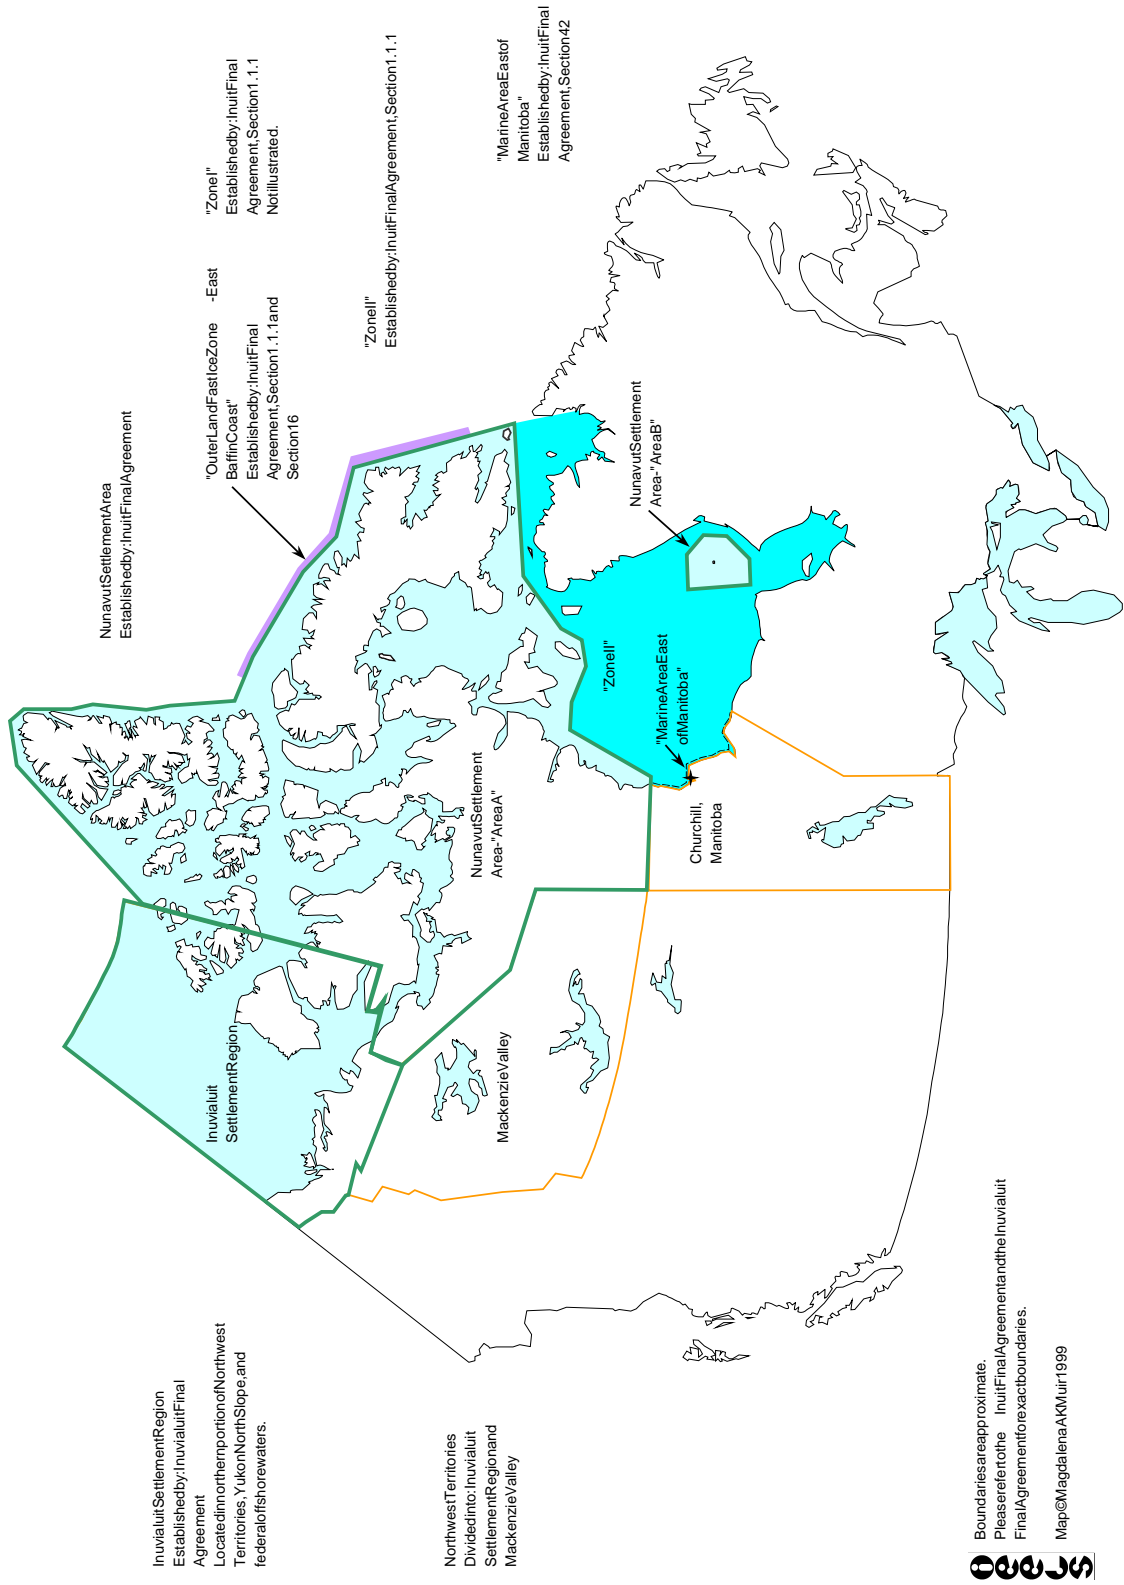 InuvialuitSettlementRegion
Establishedby:InuvialuitFinal
Agreement
LocatedinnorthernportionofNorthwest
Territories,YukonNorthSlope,and
federaloffshorewaters.
NunavutSettlementArea
Establishedby:InuitFinalAgreement
"OuterLandFastIceZone -East
BaffinCoast"
Establishedby:InuitFinal
Agreement,Section1.1.1and
Section16
"ZoneI"
Establishedby:InuitFinal
Agreement,Section1.1.1
Notillustrated.
"ZoneII"
Establishedby:InuitFinalAgreement,Section1.1.1
"MarineAreaEastof
Manitoba"
Establishedby:InuitFinal
Agreement,Section42
Inuvialuit
SettlementRegion
NorthwestTerritories
Dividedinto:Inuvialuit
SettlementRegionand
MackenzieValley
MackenzieValley
NunavutSettlement
Area-"AreaA"
"ZoneII"
NunavutSettlement
Area-"AreaB"
"MarineAreaEast
ofManitoba"
Churchill,
Manitoba
Boundariesareapproximate.
Pleaserefertothe InuitFinalAgreementandtheInuvialuit
FinalAgreementforexactboundaries.
Map©MagdalenaAKMuir1999